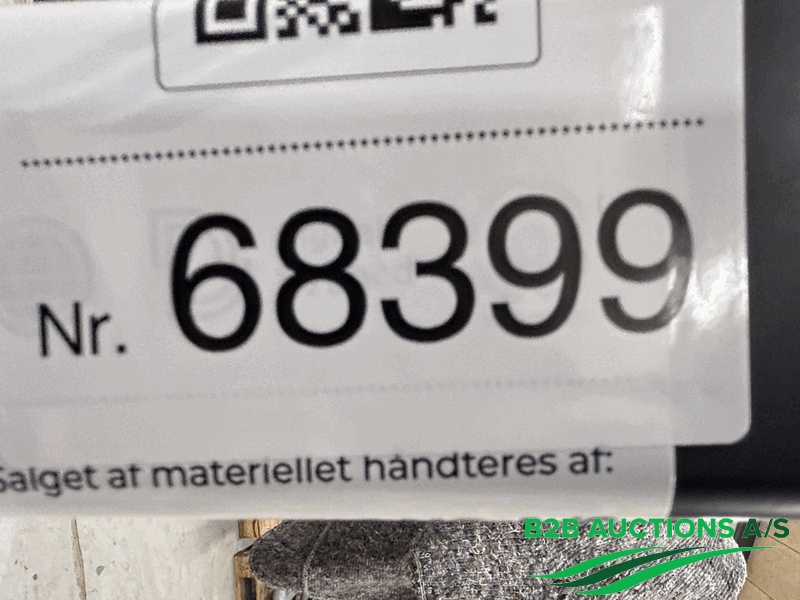 Nr. 68399
Salget af materiellet håndteres af:
B2B AUCTIONS A/S